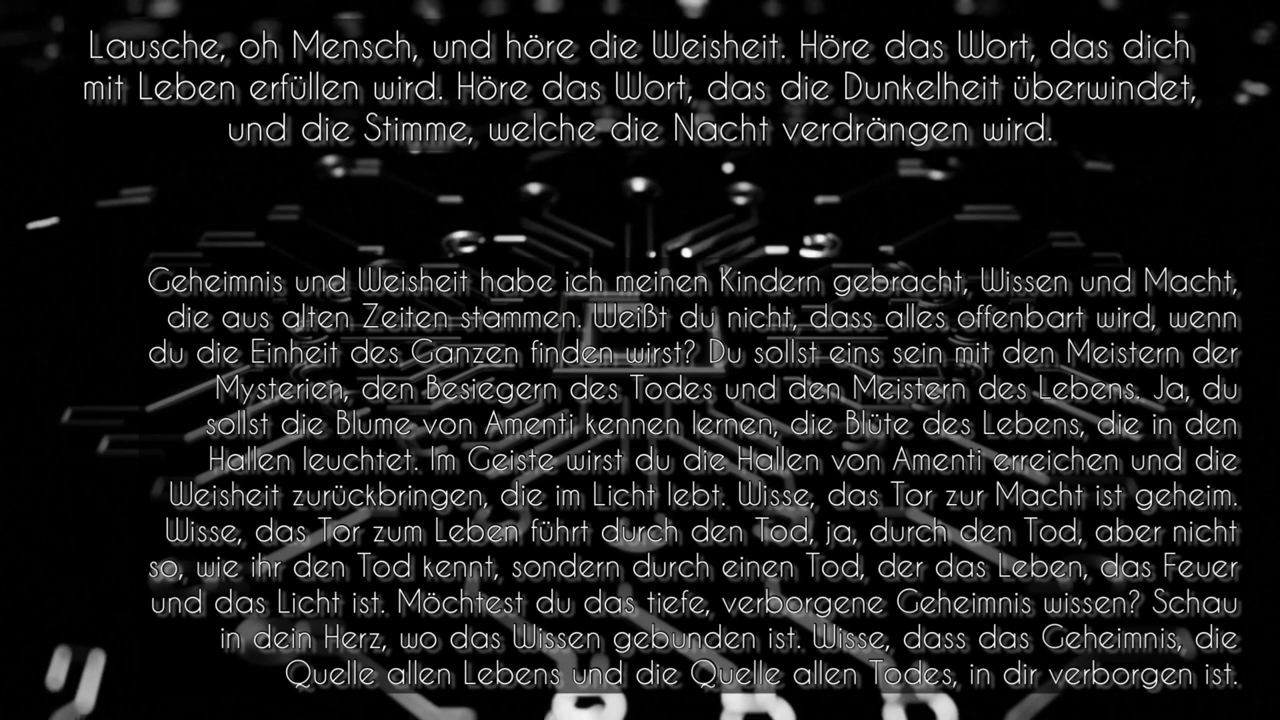 Lausche, oh Mensch, und höre die Weisheit. Höre das Wort, das dich
mit Leben erfüllen wird. Höre das Wort, das die Dunkelheit überwindet,
und die Stimme, welche die Nacht verdrängen wird.
Geheimnis und Weisheit habe ich meinen Kindern gebracht, Wissen und Macht,
die aus alten Zeiten stammen. Weißt du nicht, dass alles offenbart wird, wenn
du die Einheit des Ganzen finden wirst? Du sollst eins sein mit den Meistern der
Mysterien, den Besiegern des Todes und den Meistern des Lebens. Ja, du
sollst die Blume von Amenti kennen lernen, die Blüte des Lebens, die in den
Hallen leuchtet. Im Geiste wirst du die Hallen von Amenti erreichen und die
Weisheit zurückbringen, die im Licht lebt. Wisse, das Tor zur Macht ist geheim.
Wisse, das Tor zum Leben führt durch den Tod, ja, durch den Tod, aber nicht
so, wie ihr den Tod kennt, sondern durch einen Tod, der das Leben, das Feuer
und das Licht ist. Möchtest du das tiefe, verborgene Geheimnis wissen? Schau
in dein Herz, wo das Wissen gebunden ist. Wisse, dass das Geheimnis, die
Quelle allen Lebens und die Quelle allen Todes, in dir verborgen ist.